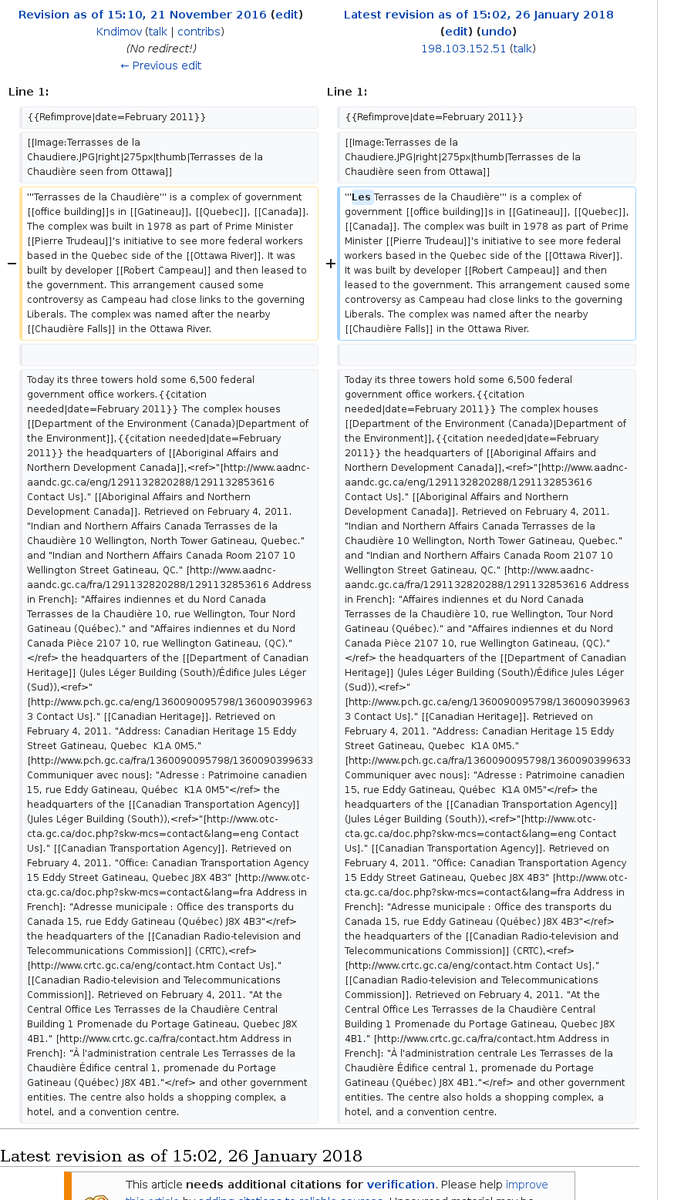 Revision as of 15:10, 21 November 2016 (edit)
Kndimov (talk | contribs)
(No redirect!)
← Previous edit
Latest revision as of 15:02, 26 January 2018
(edit) (undo)
198.103.152.51 (talk)
Line 1:
Line 1:
{{Refimprove|date=February 2011}}
{{Refimprove|date=February 2011}}
[[Image:Terrasses de la
Chaudiere.JPG|right|275px|thumb|Terrasses de la
Chaudière seen from Ottawa]]
[[Image:Terrasses de la
Chaudiere.JPG|right|275px|thumb|Terrasses de la
Chaudière seen from Ottawa]]
−
'''Terrasses de la Chaudière''' is a complex of government
[[office building]]s in [[Gatineau]], [[Quebec]], [[Canada]].
The complex was built in 1978 as part of Prime Minister
[[Pierre Trudeau]]'s initiative to see more federal workers
based in the Quebec side of the [[Ottawa River]]. It was
built by developer [[Robert Campeau]] and then leased to
the government. This arrangement caused some
controversy as Campeau had close links to the governing
Liberals. The complex was named after the nearby
[[Chaudière Falls]] in the Ottawa River.
+
'''Les Terrasses de la Chaudière''' is a complex of
government [[office building]]s in [[Gatineau]], [[Quebec]],
[[Canada]]. The complex was built in 1978 as part of Prime
Minister [[Pierre Trudeau]]'s initiative to see more federal
workers based in the Quebec side of the [[Ottawa River]].
It was built by developer [[Robert Campeau]] and then
leased to the government. This arrangement caused some
controversy as Campeau had close links to the governing
Liberals. The complex was named after the nearby
[[Chaudière Falls]] in the Ottawa River.
Today its three towers hold some 6,500 federal
government office workers.{{citation
needed|date=February 2011}} The complex houses
[[Department of the Environment (Canada)|Department of
the Environment]],{{citation needed|date=February
2011}} the headquarters of [[Aboriginal Affairs and
Northern Development Canada]],<ref>"[http://www.aadnc-
aandc.gc.ca/eng/1291132820288/1291132853616
Contact Us]." [[Aboriginal Affairs and Northern
Development Canada]]. Retrieved on February 4, 2011.
"Indian and Northern Affairs Canada Terrasses de la
Chaudière 10 Wellington, North Tower Gatineau, Quebec."
and "Indian and Northern Affairs Canada Room 2107 10
Wellington Street Gatineau, QC." [http://www.aadnc-
aandc.gc.ca/fra/1291132820288/1291132853616 Address
in French]: "Affaires indiennes et du Nord Canada
Terrasses de la Chaudière 10, rue Wellington, Tour Nord
Gatineau (Québec)." and "Affaires indiennes et du Nord
Canada Pièce 2107 10, rue Wellington Gatineau, (QC)."
</ref> the headquarters of the [[Department of Canadian
Heritage]] (Jules Léger Building (South)/Édifice Jules Léger
(Sud)),<ref>"
[http://www.pch.gc.ca/eng/1360090095798/136009039963
3 Contact Us]." [[Canadian Heritage]]. Retrieved on
February 4, 2011. "Address: Canadian Heritage 15 Eddy
Street Gatineau, Quebec  K1A 0M5."
[http://www.pch.gc.ca/fra/1360090095798/1360090399633
Communiquer avec nous]: "Adresse : Patrimoine canadien
15, rue Eddy Gatineau, Québec  K1A 0M5"</ref> the
headquarters of the [[Canadian Transportation Agency]]
(Jules Léger Building (South)),<ref>"[http://www.otc-
cta.gc.ca/doc.php?skw-mcs=contact&lang=eng Contact
Us]." [[Canadian Transportation Agency]]. Retrieved on
February 4, 2011. "Office: Canadian Transportation Agency
15 Eddy Street Gatineau, Quebec J8X 4B3" [http://www.otc-
cta.gc.ca/doc.php?skw-mcs=contact&lang=fra Address in
French]: "Adresse municipale : Office des transports du
Canada 15, rue Eddy Gatineau (Québec) J8X 4B3"</ref>
the headquarters of the [[Canadian Radio-television and
Telecommunications Commission]] (CRTC),<ref>
[http://www.crtc.gc.ca/eng/contact.htm Contact Us]."
[[Canadian Radio-television and Telecommunications
Commission]]. Retrieved on February 4, 2011. "At the
Central Office Les Terrasses de la Chaudière Central
Building 1 Promenade du Portage Gatineau, Quebec J8X
4B1." [http://www.crtc.gc.ca/fra/contact.htm Address in
French]: "À l'administration centrale Les Terrasses de la
Chaudière Édifice central 1, promenade du Portage
Gatineau (Québec) J8X 4B1."</ref> and other government
entities. The centre also holds a shopping complex, a
hotel, and a convention centre.
Today its three towers hold some 6,500 federal
government office workers.{{citation
needed|date=February 2011}} The complex houses
[[Department of the Environment (Canada)|Department of
the Environment]],{{citation needed|date=February
2011}} the headquarters of [[Aboriginal Affairs and
Northern Development Canada]],<ref>"[http://www.aadnc-
aandc.gc.ca/eng/1291132820288/1291132853616
Contact Us]." [[Aboriginal Affairs and Northern
Development Canada]]. Retrieved on February 4, 2011.
"Indian and Northern Affairs Canada Terrasses de la
Chaudière 10 Wellington, North Tower Gatineau, Quebec."
and "Indian and Northern Affairs Canada Room 2107 10
Wellington Street Gatineau, QC." [http://www.aadnc-
aandc.gc.ca/fra/1291132820288/1291132853616 Address
in French]: "Affaires indiennes et du Nord Canada
Terrasses de la Chaudière 10, rue Wellington, Tour Nord
Gatineau (Québec)." and "Affaires indiennes et du Nord
Canada Pièce 2107 10, rue Wellington Gatineau, (QC)."
</ref> the headquarters of the [[Department of Canadian
Heritage]] (Jules Léger Building (South)/Édifice Jules Léger
(Sud)),<ref>"
[http://www.pch.gc.ca/eng/1360090095798/136009039963
3 Contact Us]." [[Canadian Heritage]]. Retrieved on
February 4, 2011. "Address: Canadian Heritage 15 Eddy
Street Gatineau, Quebec  K1A 0M5."
[http://www.pch.gc.ca/fra/1360090095798/1360090399633
Communiquer avec nous]: "Adresse : Patrimoine canadien
15, rue Eddy Gatineau, Québec  K1A 0M5"</ref> the
headquarters of the [[Canadian Transportation Agency]]
(Jules Léger Building (South)),<ref>"[http://www.otc-
cta.gc.ca/doc.php?skw-mcs=contact&lang=eng Contact
Us]." [[Canadian Transportation Agency]]. Retrieved on
February 4, 2011. "Office: Canadian Transportation Agency
15 Eddy Street Gatineau, Quebec J8X 4B3" [http://www.otc-
cta.gc.ca/doc.php?skw-mcs=contact&lang=fra Address in
French]: "Adresse municipale : Office des transports du
Canada 15, rue Eddy Gatineau (Québec) J8X 4B3"</ref>
the headquarters of the [[Canadian Radio-television and
Telecommunications Commission]] (CRTC),<ref>
[http://www.crtc.gc.ca/eng/contact.htm Contact Us]."
[[Canadian Radio-television and Telecommunications
Commission]]. Retrieved on February 4, 2011. "At the
Central Office Les Terrasses de la Chaudière Central
Building 1 Promenade du Portage Gatineau, Quebec J8X
4B1." [http://www.crtc.gc.ca/fra/contact.htm Address in
French]: "À l'administration centrale Les Terrasses de la
Chaudière Édifice central 1, promenade du Portage
Gatineau (Québec) J8X 4B1."</ref> and other government
entities. The centre also holds a shopping complex, a
hotel, and a convention centre.
Latest revision as of 15:02, 26 January 2018
This article needs additional citations for verification. Please help improve